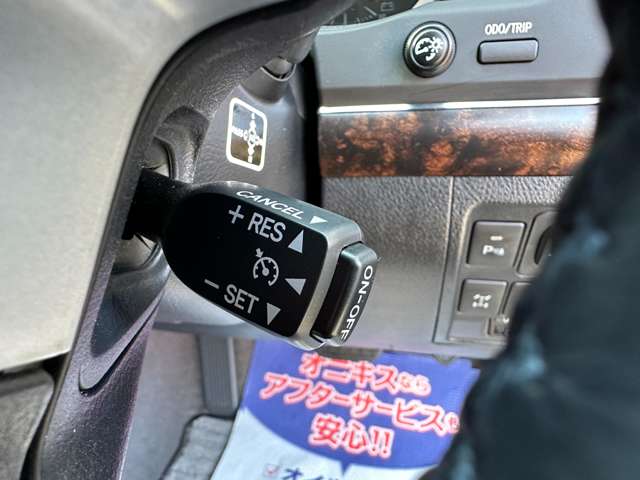 ODO/TRIP
CANCEL
+ RES
- SET
ON-OFF
P
オニキスなら
アフターサービスも
安心!!